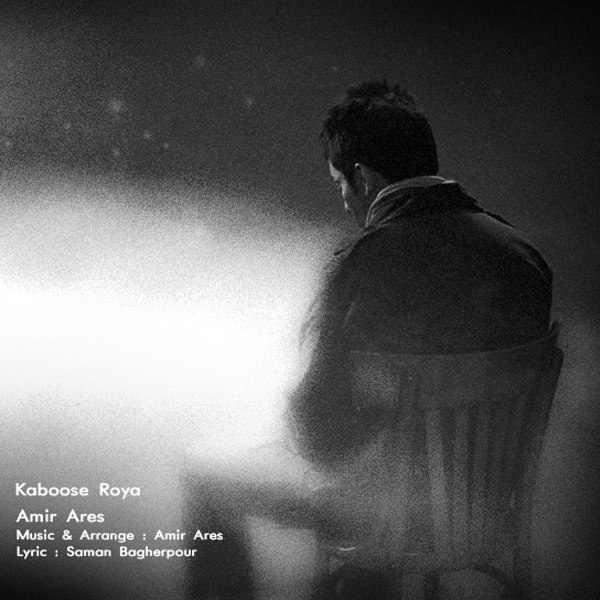 Kaboose Roya
Amir Ares
Music & Arrange : Amir Ares
Lyric : Saman Bagherpour